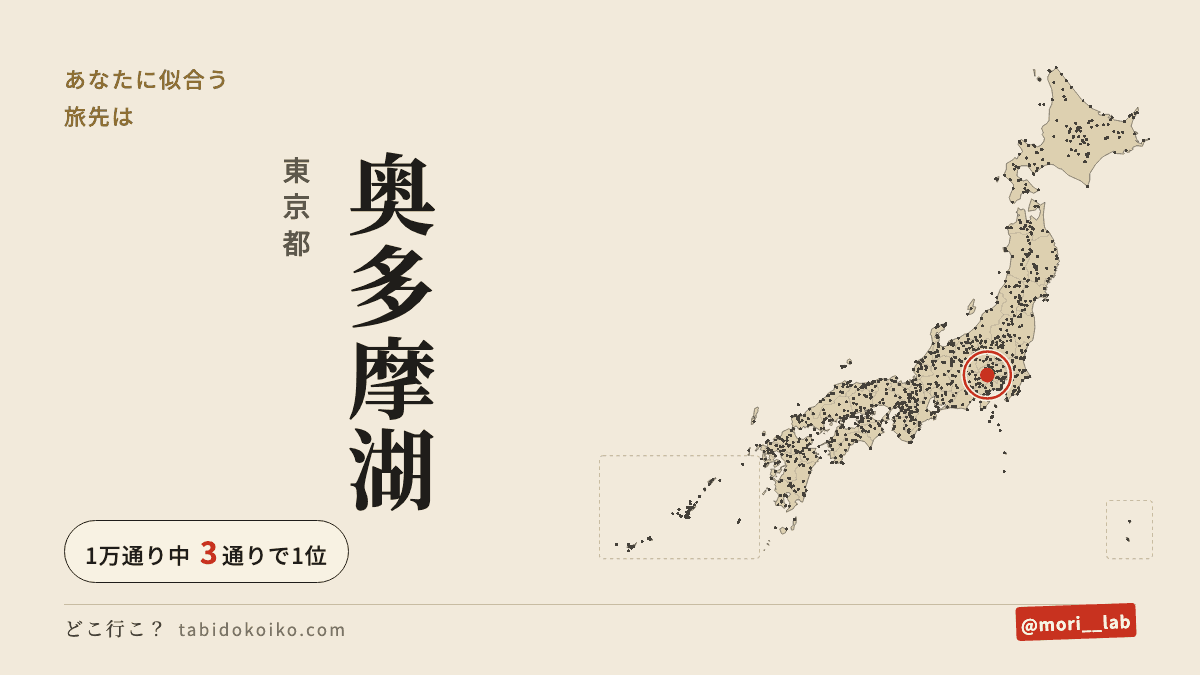 あなたに似合う
旅先は
奥多摩湖
東京都
1万通り中 3通りで1位
どこ行こ？ tabidokoiko.com
@mori__lab